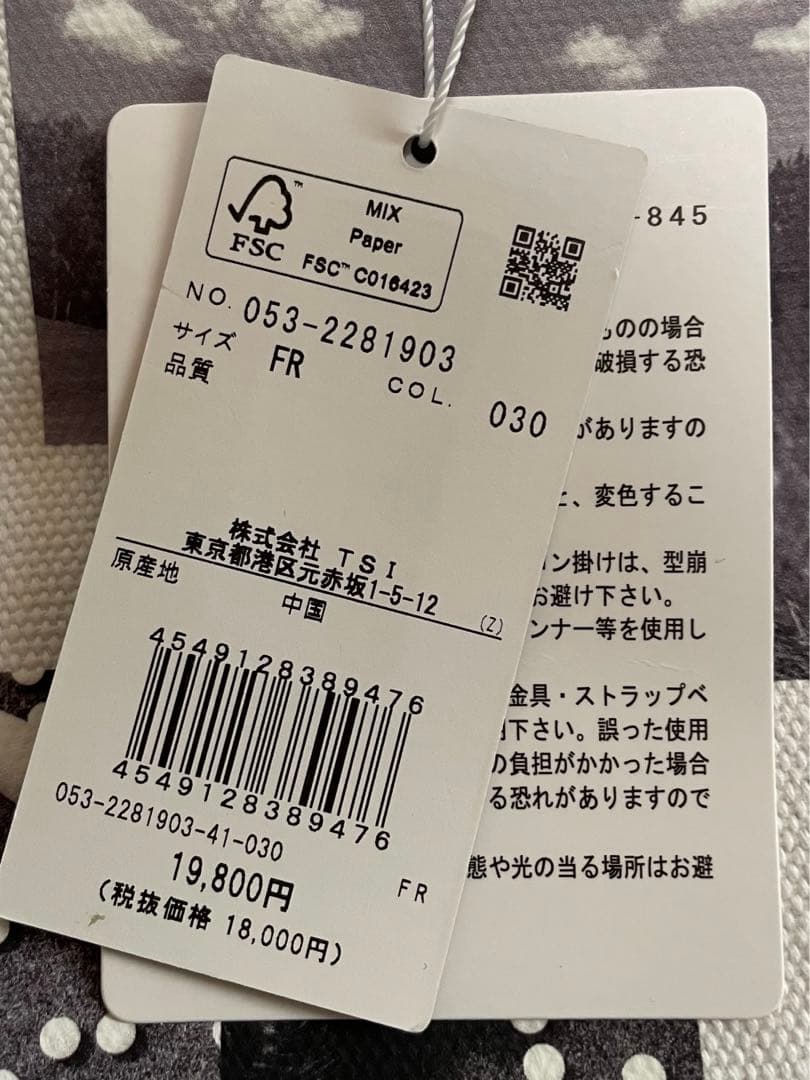 FSC
MIX
Paper
FSC™ C016423
NO. 053-2281903
サイズ FR
COL. 030
品質
株式会社 TSI
東京都港区元赤坂1-5-12
(Z)
原産地
中国
4549128389476
4549128389476
053-2281903-41-030
19,800円
FR
(税抜価格 18,000円)
-845
ものの場合
破損する恐
がありますの
と、変色するこ
ン掛けは、型崩
お避け下さい。
ンナー等を使用し
金具・ストラップベ
下さい。誤った使用
の負担がかかった場合
る恐れがありますので
態や光の当る場所はお避